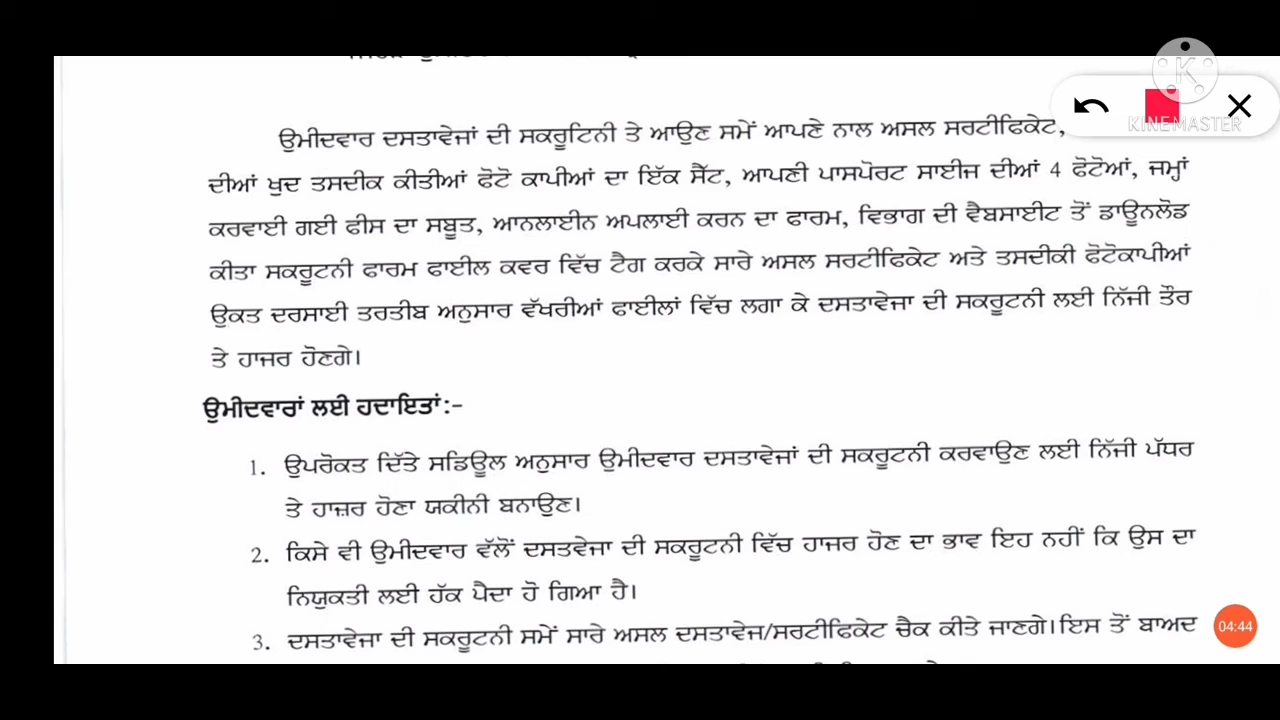 KINEMASTER
ਉਮੀਦਵਾਰ ਦਸਤਾਵੇਜਾਂ ਦੀ ਸਕਰੂਟਿਨੀ ਤੇ ਆਉਣ ਸਮੇਂ ਆਪਣੇ ਨਾਲ ਅਸਲ ਸਰਟੀਫਿਕੇਟ,
ਦੀਆਂ ਖੁਦ ਤਸਦੀਕ ਕੀਤੀਆਂ ਫੋਟੋ ਕਾਪੀਆਂ ਦਾ ਇੱਕ ਸੈੱਟ, ਆਪਣੀ ਪਾਸਪੋਰਟ ਸਾਈਜ ਦੀਆਂ 4 ਫੋਟੋਆਂ, ਜਮ੍ਹਾਂ
ਕਰਵਾਈ ਗਈ ਫੀਸ ਦਾ ਸਬੂਤ, ਆਨਲਾਈਨ ਅਪਲਾਈ ਕਰਨ ਦਾ ਫਾਰਮ, ਵਿਭਾਗ ਦੀ ਵੈਬਸਾਈਟ ਤੋਂ ਡਾਊਨਲੋਡ
ਕੀਤਾ ਸਕਰੂਟਨੀ ਫਾਰਮ ਫਾਈਲ ਕਵਰ ਵਿੱਚ ਟੈਗ ਕਰਕੇ ਸਾਰੇ ਅਸਲ ਸਰਟੀਫਿਕੇਟ ਅਤੇ ਤਸਦੀਕੀ ਫੋਟੋਕਾਪੀਆਂ
ਉਕਤ ਦਰਸਾਈ ਤਰਤੀਬ ਅਨੁਸਾਰ ਵੱਖਰੀਆਂ ਫਾਈਲਾਂ ਵਿੱਚ ਲਗਾ ਕੇ ਦਸਤਾਵੇਜਾ ਦੀ ਸਕਰੂਟਨੀ ਲਈ ਨਿੱਜੀ ਤੌਰ
ਤੇ ਹਾਜਰ ਹੋਣਗੇ।
ਉਮੀਦਵਾਰਾਂ ਲਈ ਹਦਾਇਤਾਂ:-
1. ਉਪਰੋਕਤ ਦਿੱਤੇ ਸਡਿਊਲ ਅਨੁਸਾਰ ਉਮੀਦਵਾਰ ਦਸਤਾਵੇਜਾਂ ਦੀ ਸਕਰੂਟਨੀ ਕਰਵਾਉਣ ਲਈ ਨਿੱਜੀ ਪੱਧਰ
ਤੇ ਹਾਜ਼ਰ ਹੋਣਾ ਯਕੀਨੀ ਬਨਾਉਣ।
2. ਕਿਸੇ ਵੀ ਉਮੀਦਵਾਰ ਵੱਲੋਂ ਦਸਤਵੇਜਾ ਦੀ ਸਕਰੂਟਨੀ ਵਿੱਚ ਹਾਜਰ ਹੋਣ ਦਾ ਭਾਵ ਇਹ ਨਹੀਂ ਕਿ ਉਸ ਦਾ
ਨਿਯੁਕਤੀ ਲਈ ਹੱਕ ਪੈਦਾ ਹੋ ਗਿਆ ਹੈ।
3. ਦਸਤਾਵੇਜਾ ਦੀ ਸਕਰੂਟਨੀ ਸਮੇਂ ਸਾਰੇ ਅਸਲ ਦਸਤਾਵੇਜ/ਸਰਟੀਫਿਕੇਟ ਚੈਕ ਕੀਤੇ ਜਾਣਗੇ।ਇਸ ਤੋਂ ਬਾਅਦ
04:44